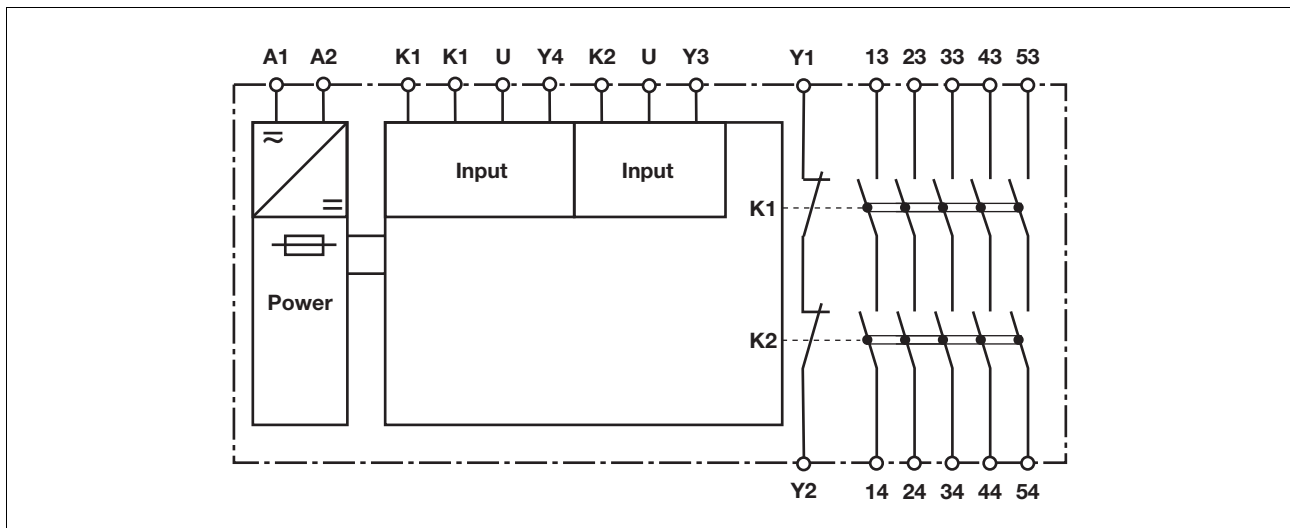 A1 A2 K1 K1 U Y4 K2 U Y3 Y1 13 23 33 43 53
Input Input
K1
Power
K2
Y2 14 24 34 44 54